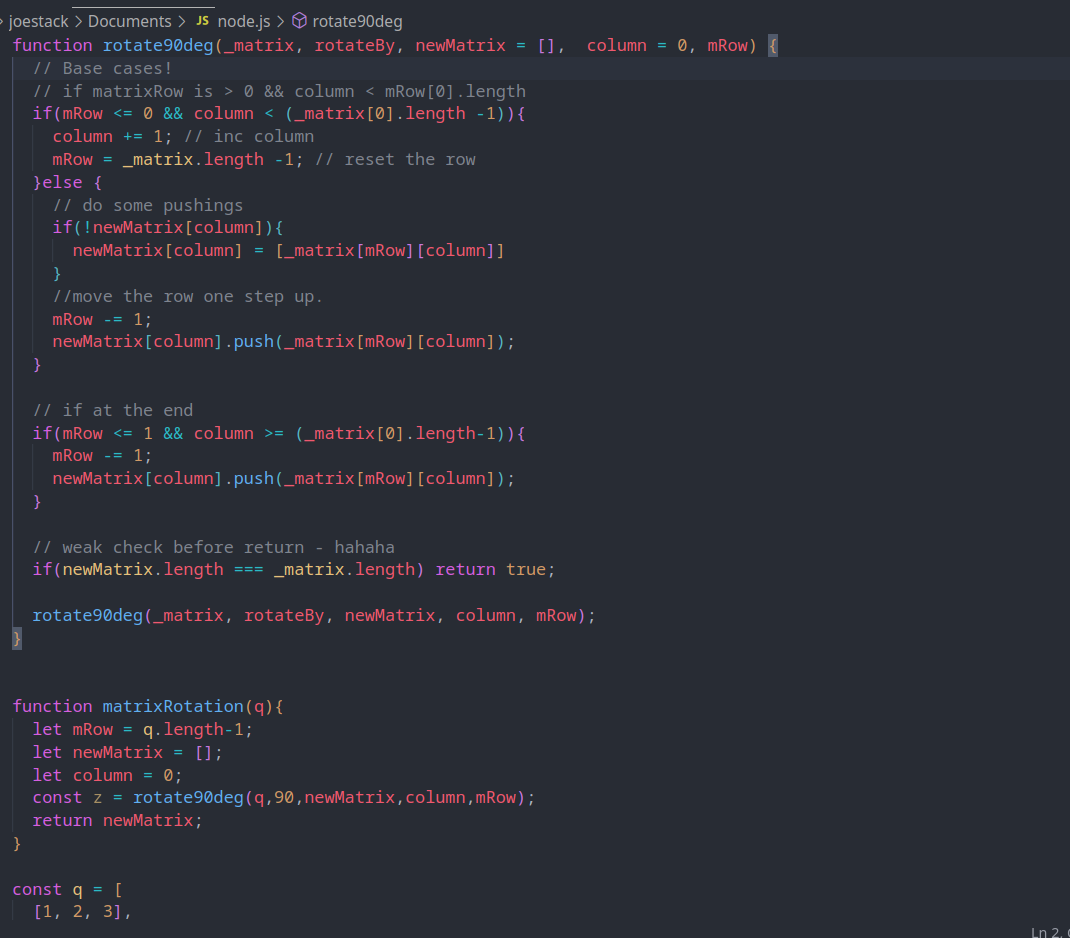 joestack > Documents > JS node.js > rotate90deg
function rotate90deg(_matrix, rotateBy, newMatrix = [],  column = 0, mRow) {
  // Base cases!
  // if matrixRow is > 0 && column < mRow[0].length
  if(mRow <= 0 && column < (_matrix[0].length -1)){
    column += 1; // inc column
    mRow = _matrix.length -1; // reset the row
  }else {
    // do some pushings
    if(!newMatrix[column]){
      newMatrix[column] = [_matrix[mRow][column]]
    }
    //move the row one step up.
    mRow -= 1;
    newMatrix[column].push(_matrix[mRow][column]);
  }

  // if at the end
  if(mRow <= 1 && column >= (_matrix[0].length-1)){
    mRow -= 1;
    newMatrix[column].push(_matrix[mRow][column]);
  }

  // weak check before return - hahaha
  if(newMatrix.length === _matrix.length) return true;

  rotate90deg(_matrix, rotateBy, newMatrix, column, mRow);
}

function matrixRotation(q){
  let mRow = q.length-1;
  let newMatrix = [];
  let column = 0;
  const z = rotate90deg(q,90,newMatrix,column,mRow);
  return newMatrix;
}

const q = [
  [1, 2, 3],
Ln 2,